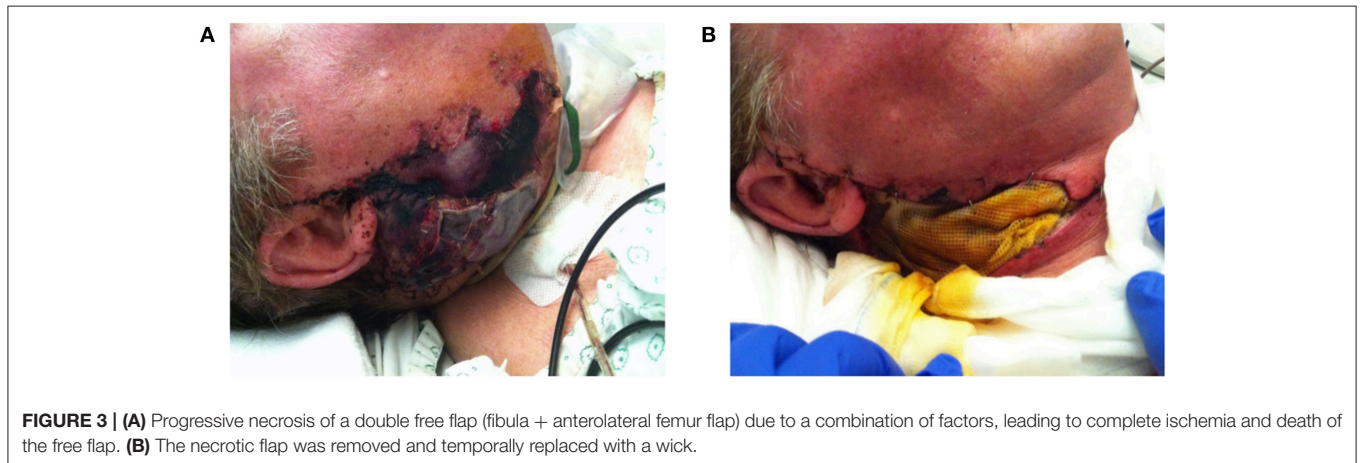 A
B
FIGURE 3 | (A) Progressive necrosis of a double free flap (fibula + anterolateral femur flap) due to a combination of factors, leading to complete ischemia and death of
the free flap. (B) The necrotic flap was removed and temporally replaced with a wick.